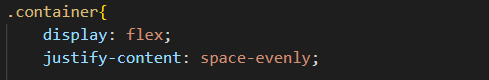 .container{
    display: flex;
    justify-content: space-evenly;